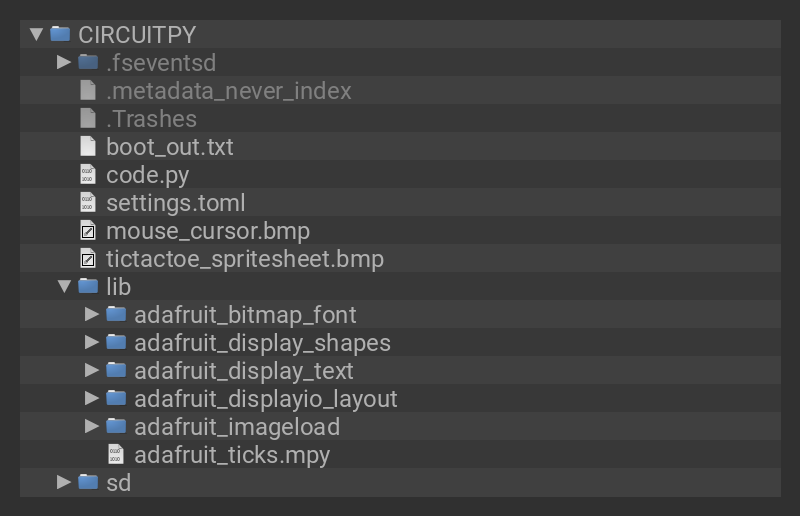 CIRCUITPY
.fseventsd
.metadata_never_index
.Trashes
boot_out.txt
code.py
settings.toml
mouse_cursor.bmp
tictactoe_spritesheet.bmp
lib
adafruit_bitmap_font
adafruit_display_shapes
adafruit_display_text
adafruit_displayio_layout
adafruit_imageload
adafruit_ticks.mpy
sd